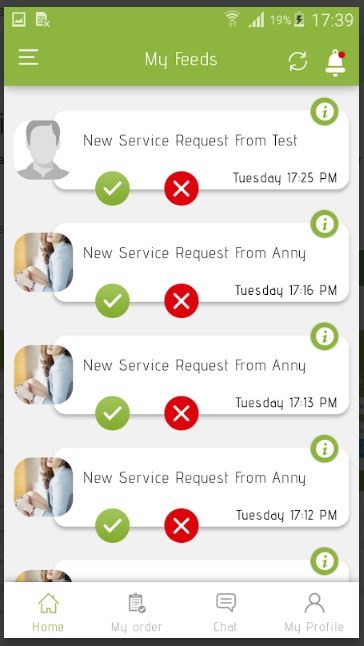 19% 17:39
My Feeds
New Service Request From Test
Tuesday 17:25 PM
New Service Request From Anny
Tuesday 17:16 PM
New Service Request From Anny
Tuesday 17:13 PM
New Service Request From Anny
Tuesday 17:12 PM
Home My order Chat My Profile